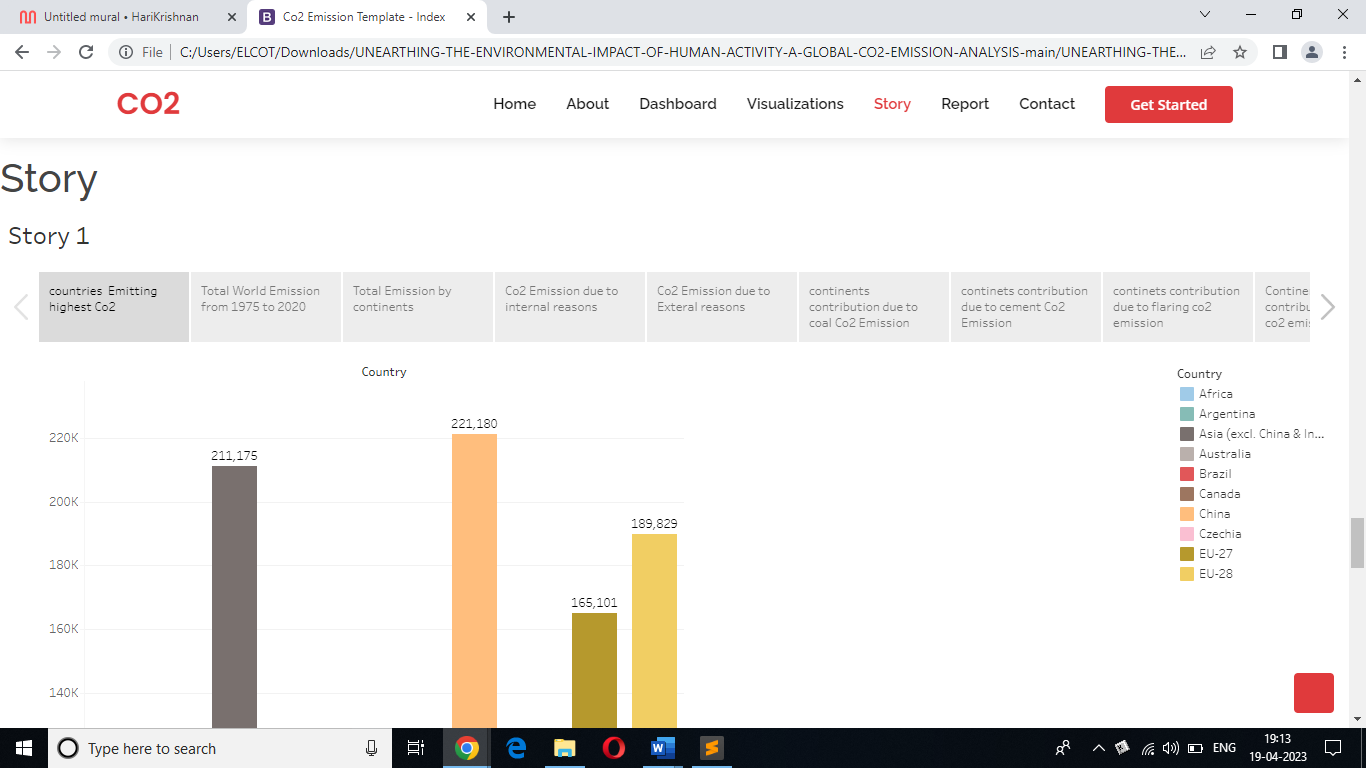 Untitled mural • HariKrishnan
Co2 Emission Template - Index
File
C:/Users/ELCOT/Downloads/UNEARTHING-THE-ENVIRONMENTAL-IMPACT-OF-HUMAN-ACTIVITY-A-GLOBAL-CO2-EMISSION-ANALYSIS-main/UNEARTHING-THE...
CO2
Home
About
Dashboard
Visualizations
Story
Report
Contact
Get Started
Story
Story 1
countries Emitting
highest Co2
Total World Emission
from 1975 to 2020
Total Emission by
continents
Co2 Emission due to
internal reasons
Co2 Emission due to
Exteral reasons
continents
contribution due to
coal Co2 Emission
continets contribution
due to cement Co2
Emission
continets contribution
due to flaring co2
emission
Contine
contribu
co2 emis
Country
220K
200K
180K
160K
140K
211,175
221,180
165,101
189,829
Country
Africa
Argentina
Asia (excl. China & In...
Australia
Brazil
Canada
China
Czechia
EU-27
EU-28
Type here to search
ENG
19:13
19-04-2023